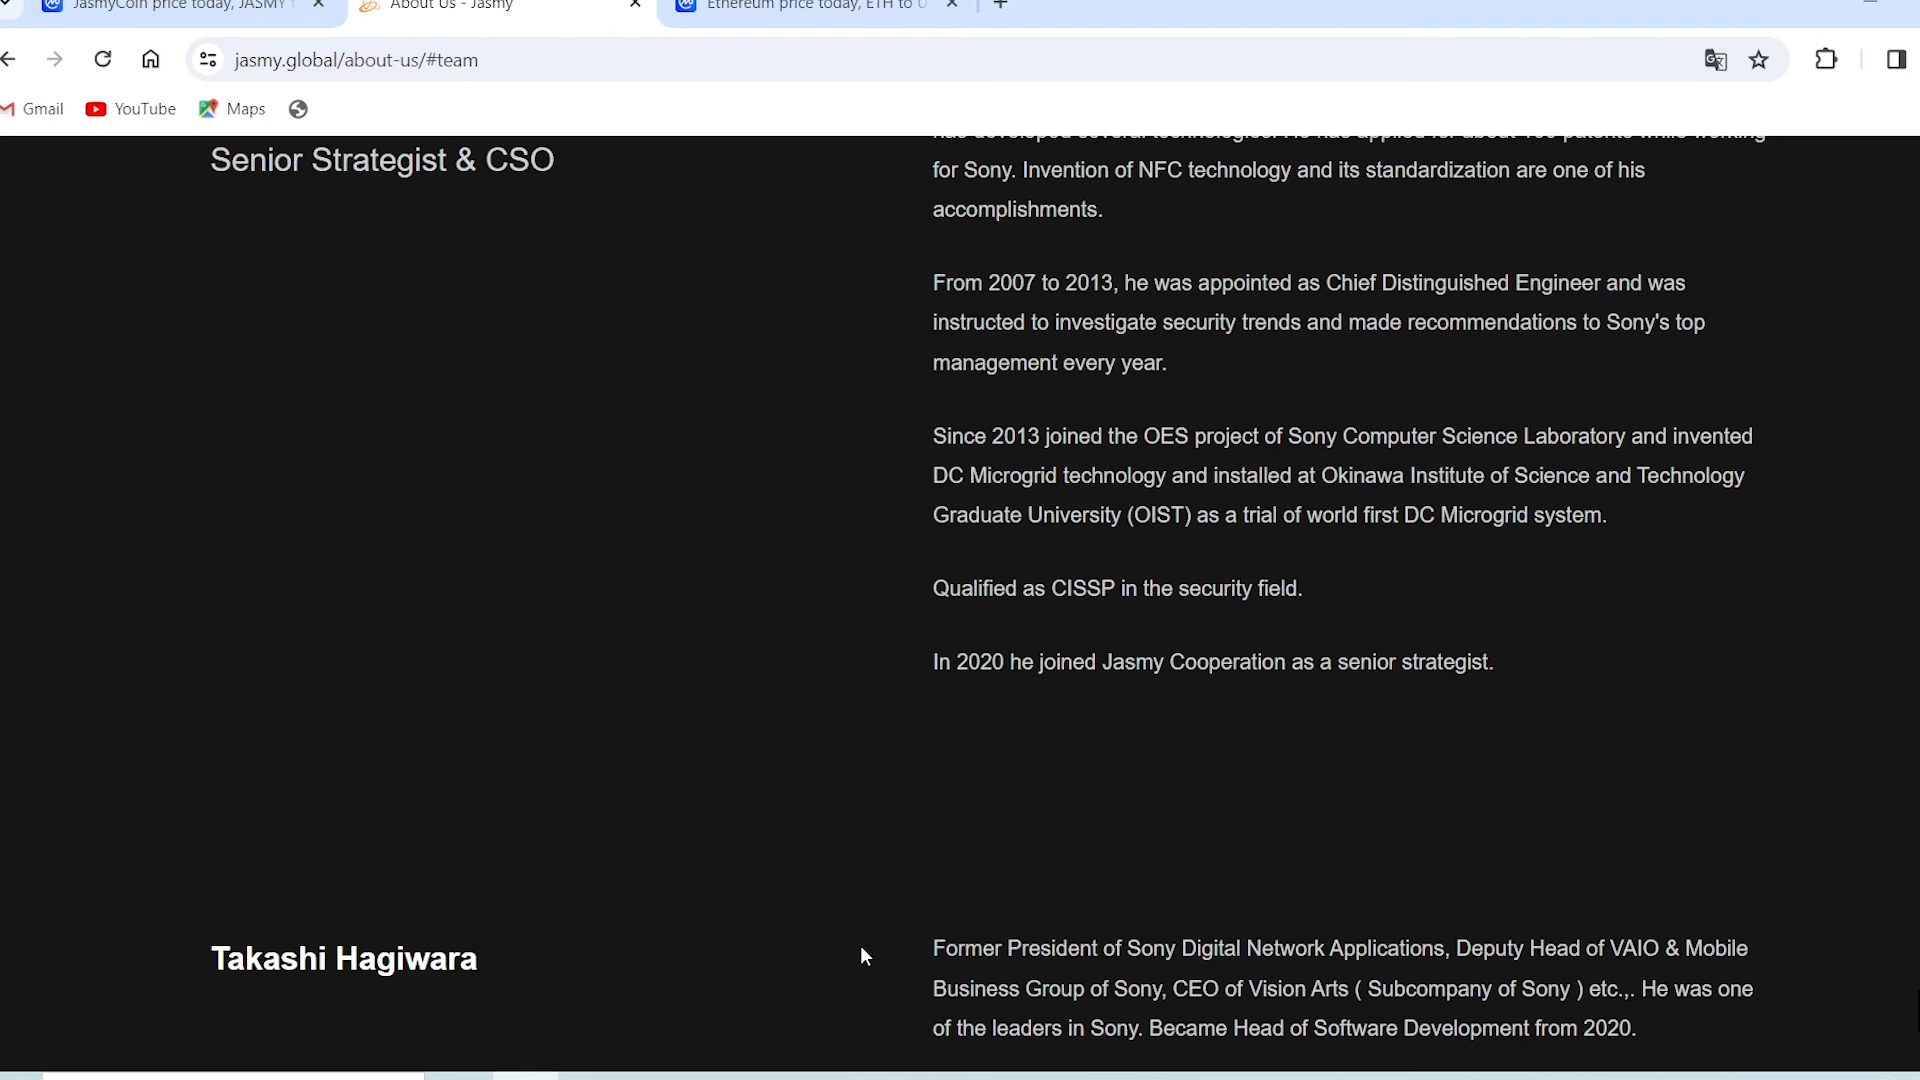 JasmyCoin price today, JASMY t
About Us - Jasmy
Ethereum price today, ETH to U
jasmy.global/about-us/#team
Gmail
YouTube
Maps
Senior Strategist & CSO
for Sony. Invention of NFC technology and its standardization are one of his
accomplishments.
From 2007 to 2013, he was appointed as Chief Distinguished Engineer and was
instructed to investigate security trends and made recommendations to Sony's top
management every year.
Since 2013 joined the OES project of Sony Computer Science Laboratory and invented
DC Microgrid technology and installed at Okinawa Institute of Science and Technology
Graduate University (OIST) as a trial of world first DC Microgrid system.
Qualified as CISSP in the security field.
In 2020 he joined Jasmy Cooperation as a senior strategist.
Takashi Hagiwara
Former President of Sony Digital Network Applications, Deputy Head of VAIO & Mobile
Business Group of Sony, CEO of Vision Arts ( Subcompany of Sony ) etc.,. He was one
of the leaders in Sony. Became Head of Software Development from 2020.